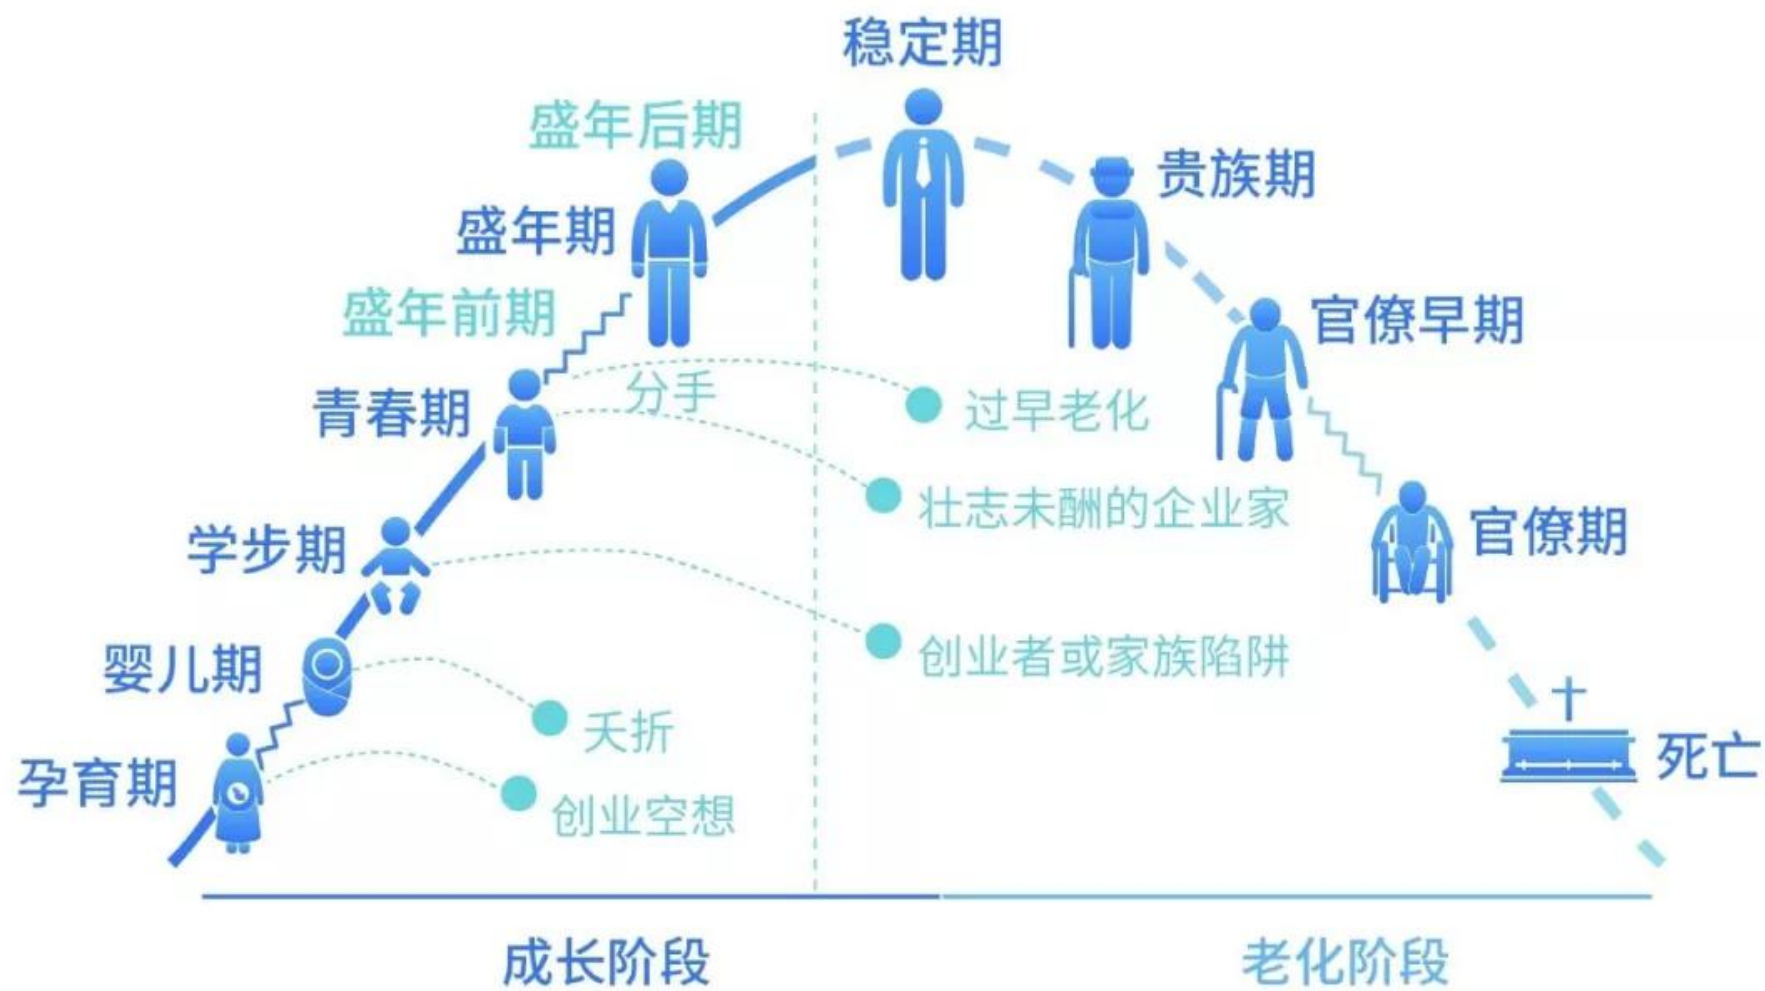 稳定期
盛年后期
贵族期
盛年期
盛年前期
官僚早期
分手
过早老化
青春期
壮志未酬的企业家
学步期
官僚期
婴儿期
创业者或家族陷阱
夭折
孕育期
创业空想
死亡
成长阶段
老化阶段